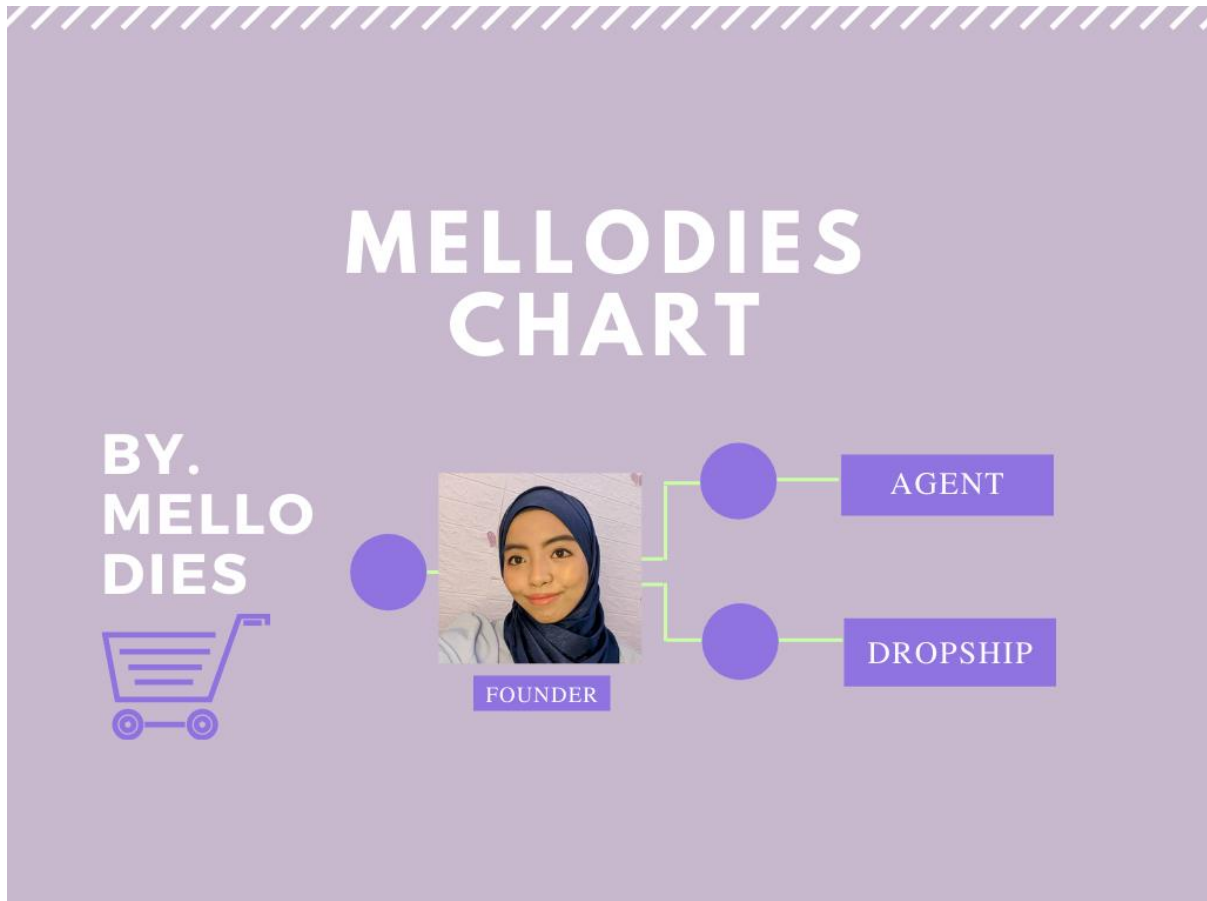 MELLODIES
CHART
BY.
MELLO
DIES
AGENT
DROPSHIP
FOUNDER